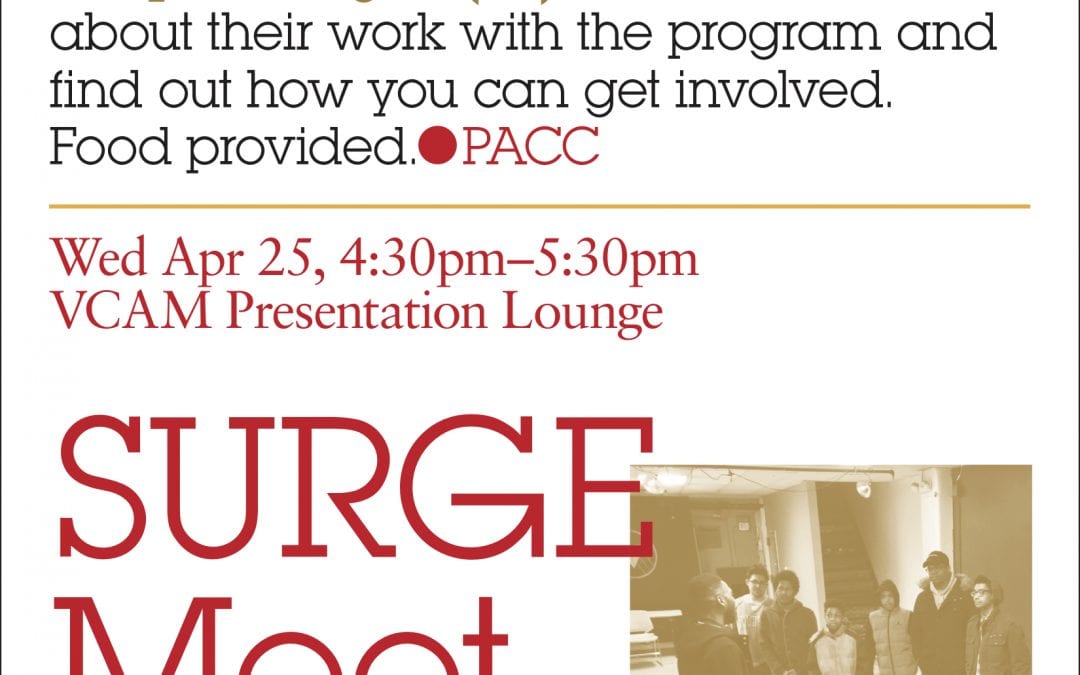 about their work with the program and
find out how you can get involved.
Food provided.●PACC
Wed Apr 25, 4:30pm–5:30pm
VCAM Presentation Lounge
SURGE
Meet